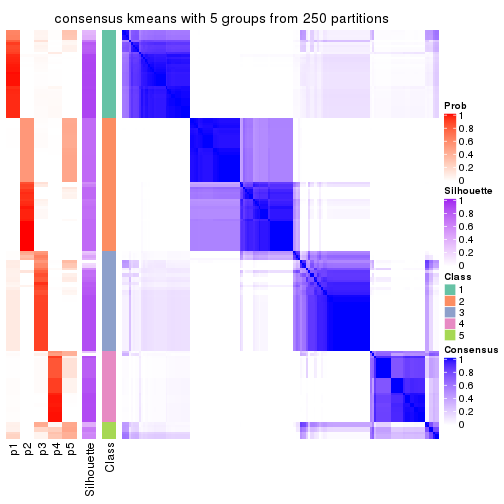 consensus kmeans with 5 groups from 250 partitions
Prob
1
0.8
0.6
0.4
0.2
0
Silhouette
1
0.8
0.6
0.4
0.2
0
Class
1
2
3
4
5
Consensus
1
0.8
0.6
0.4
0.2
0
p1
p2
p3
p4
p5
Silhouette
Class